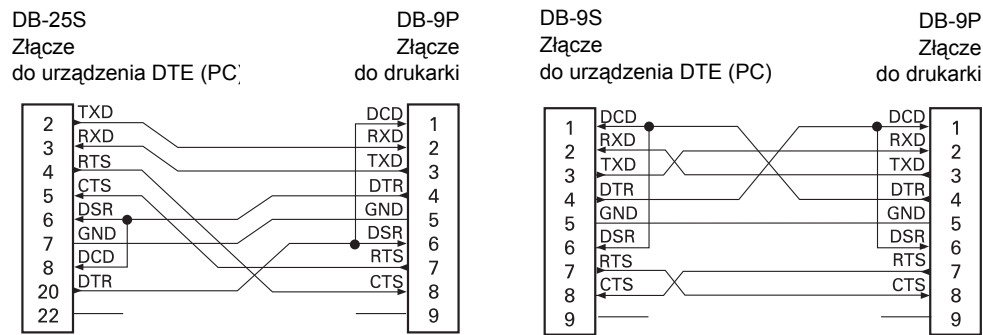 DB-25S
Złącze
do urządzenia DTE (PC)
DB-9P
Złącze
do drukarki
2 TXD DCD 1
3 RXD RXD 2
4 RTS TXD 3
5 CTS DTR 4
6 DSR GND 5
7 GND DSR 6
8 DCD RTS 7
20 DTR CTS 8
22 9
DB-9S
Złącze
do urządzenia DTE (PC)
DB-9P
Złącze
do drukarki
1 DCD DCD 1
2 RXD RXD 2
3 TXD TXD 3
4 DTR DTR 4
5 GND GND 5
6 DSR DSR 6
7 RTS RTS 7
8 CTS CTS 8
9 9